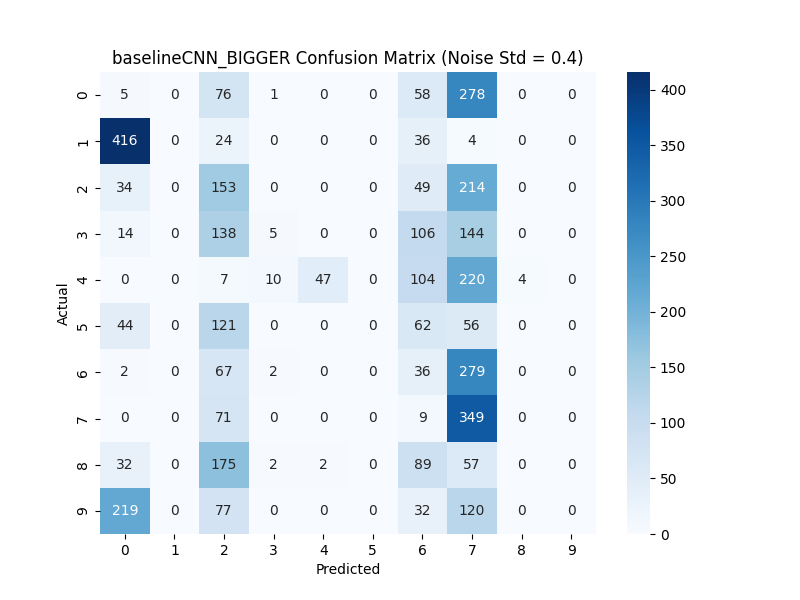 baselineCNN_BIGGER Confusion Matrix (Noise Std = 0.4)
0 5 0 76 1 0 0 58 278 0 0
1 416 0 24 0 0 0 36 4 0 0
2 34 0 153 0 0 0 49 214 0 0
3 14 0 138 5 0 0 106 144 0 0
4 0 0 7 10 47 0 104 220 4 0
5 44 0 121 0 0 0 62 56 0 0
6 2 0 67 2 0 0 36 279 0 0
7 0 0 71 0 0 0 9 349 0 0
8 32 0 175 2 2 0 89 57 0 0
9 219 0 77 0 0 0 32 120 0 0
0 1 2 3 4 5 6 7 8 9
Predicted
Actual
400
350
300
250
200
150
100
50
0